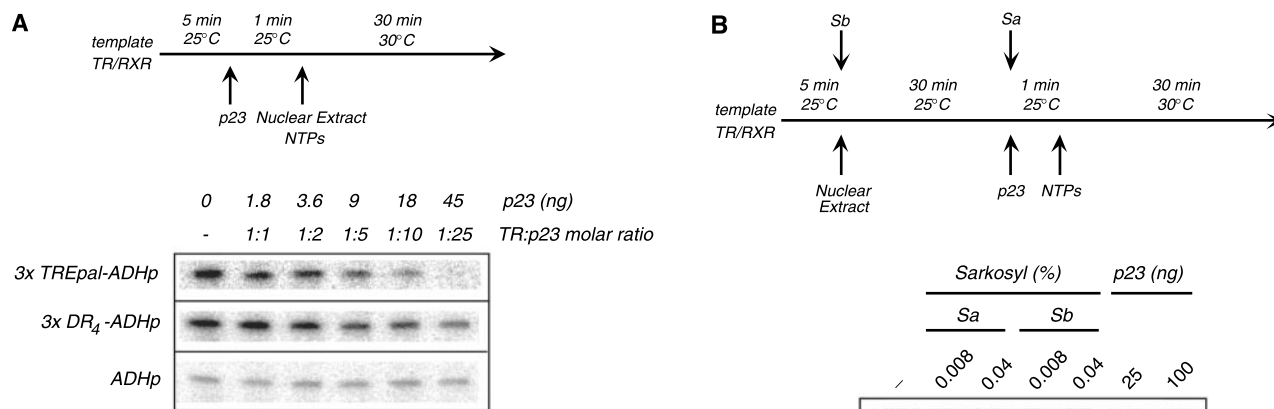 A
5 min 1 min 30 min
25°C 25°C 30°C
template
TR/RXR
p23 Nuclear Extract
NTPs
0 1.8 3.6 9 18 45 p23 (ng)
- 1:1 1:2 1:5 1:10 1:25 TR:p23 molar ratio
3x TREpal-ADHp
3x DR4-ADHp
ADHp
B
Sb Sa
5 min 30 min 1 min 30 min
25°C 25°C 25°C 30°C
template
TR/RXR
Nuclear p23 NTPs
Extract
Sarkosyl (%) p23 (ng)
Sa Sb
- 0.008 0.04 0.008 0.04 25 100